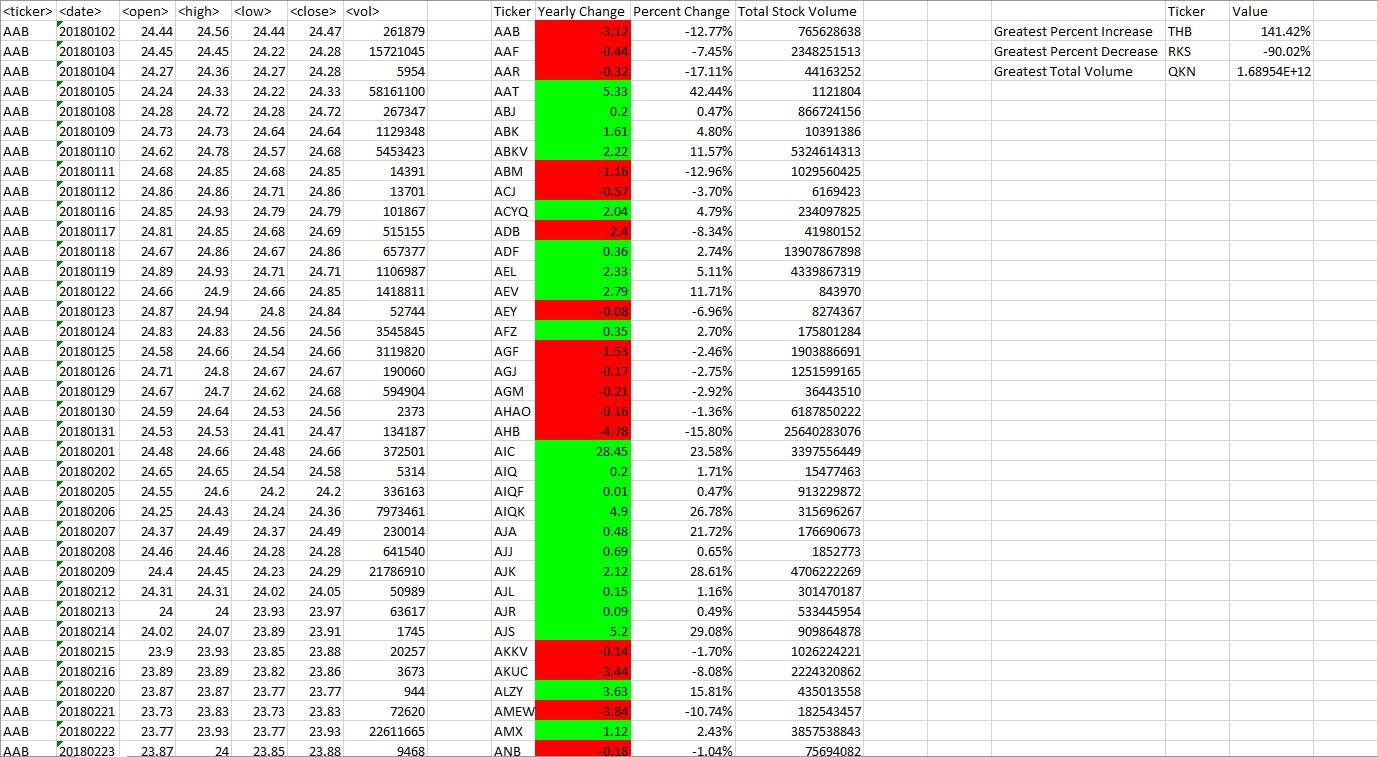 <ticker> <date> <open> <high> <low> <close> <vol> Ticker Yearly Change Percent Change Total Stock Volume Ticker Value
AAB 20180102 24.44 24.56 24.44 24.47 261879 AAB -3.12 -12.77% 765628638 Greatest Percent Increase THB 141.42%
AAB 20180103 24.45 24.45 24.22 24.28 15721045 AAF -0.44 -7.45% 2348251513 Greatest Percent Decrease RKS -90.02%
AAB 20180104 24.27 24.36 24.27 24.28 5954 AAR -0.32 -17.11% 44163252 Greatest Total Volume QKN 1.68954E+12
AAB 20180105 24.24 24.33 24.22 24.33 58161100 AAT 5.33 42.44% 1121804
AAB 20180108 24.28 24.72 24.28 24.72 267347 ABJ 0.2 0.47% 866724156
AAB 20180109 24.73 24.73 24.64 24.64 1129348 ABK 1.61 4.80% 10391386
AAB 20180110 24.62 24.78 24.57 24.68 5453423 ABKV 2.22 11.57% 5324614313
AAB 20180111 24.68 24.85 24.68 24.85 14391 ABM -1.16 -12.96% 1029560425
AAB 20180112 24.86 24.86 24.71 24.86 13701 ACJ -0.57 -3.70% 6169423
AAB 20180116 24.85 24.93 24.79 24.79 101867 ACYQ 2.04 4.79% 234097825
AAB 20180117 24.81 24.85 24.68 24.69 515155 ADB -2.4 -8.34% 41980152
AAB 20180118 24.67 24.86 24.67 24.86 657377 ADF 0.36 2.74% 13907867898
AAB 20180119 24.89 24.93 24.71 24.71 1106987 AEL 2.33 5.11% 4339867319
AAB 20180122 24.66 24.9 24.66 24.85 1418811 AEV 2.79 11.71% 843970
AAB 20180123 24.87 24.94 24.8 24.84 52744 AEY -0.08 -6.96% 8274367
AAB 20180124 24.83 24.83 24.56 24.56 3545845 AFZ 0.35 2.70% 175801284
AAB 20180125 24.58 24.66 24.54 24.66 3119820 AGF -1.53 -2.46% 1903886691
AAB 20180126 24.71 24.8 24.67 24.67 190060 AGJ -0.17 -2.75% 1251599165
AAB 20180129 24.67 24.7 24.62 24.68 594904 AGM -0.21 -2.92% 36443510
AAB 20180130 24.59 24.64 24.53 24.56 2373 AHAO -0.16 -1.36% 6187850222
AAB 20180131 24.53 24.53 24.41 24.47 134187 AHB -4.78 -15.80% 25640283076
AAB 20180201 24.48 24.66 24.48 24.66 372501 AIC 28.45 23.58% 3397556449
AAB 20180202 24.65 24.65 24.54 24.58 5314 AIQ 0.2 1.71% 15477463
AAB 20180205 24.55 24.6 24.2 24.2 336163 AIQF 0.01 0.47% 913229872
AAB 20180206 24.25 24.43 24.24 24.36 7973461 AIQK 4.9 26.78% 315696267
AAB 20180207 24.37 24.49 24.37 24.49 230014 AJA 0.48 21.72% 176690673
AAB 20180208 24.46 24.46 24.28 24.28 641540 AJJ 0.69 0.65% 1852773
AAB 20180209 24.4 24.45 24.23 24.29 21786910 AJK 2.12 28.61% 4706222269
AAB 20180212 24.31 24.31 24.02 24.05 50989 AJL 0.15 1.16% 301470187
AAB 20180213 24 24 23.93 23.97 63617 AJR 0.09 0.49% 533445954
AAB 20180214 24.02 24.07 23.89 23.91 1745 AJS 5.2 29.08% 909864878
AAB 20180215 23.9 23.93 23.85 23.88 20257 AKKV -0.14 -1.70% 1026224221
AAB 20180216 23.89 23.89 23.82 23.86 3673 AKUC -3.44 -8.08% 2224320862
AAB 20180220 23.87 23.87 23.77 23.77 944 ALZY 3.63 15.81% 435013558
AAB 20180221 23.73 23.83 23.73 23.83 72620 AMEW -3.84 -10.74% 182543457
AAB 20180222 23.77 23.93 23.77 23.93 22611665 AMX 1.12 2.43% 3857538843
AAB 20180223 23.87 24 23.85 23.88 9468 ANB -0.18 -1.04% 75694082